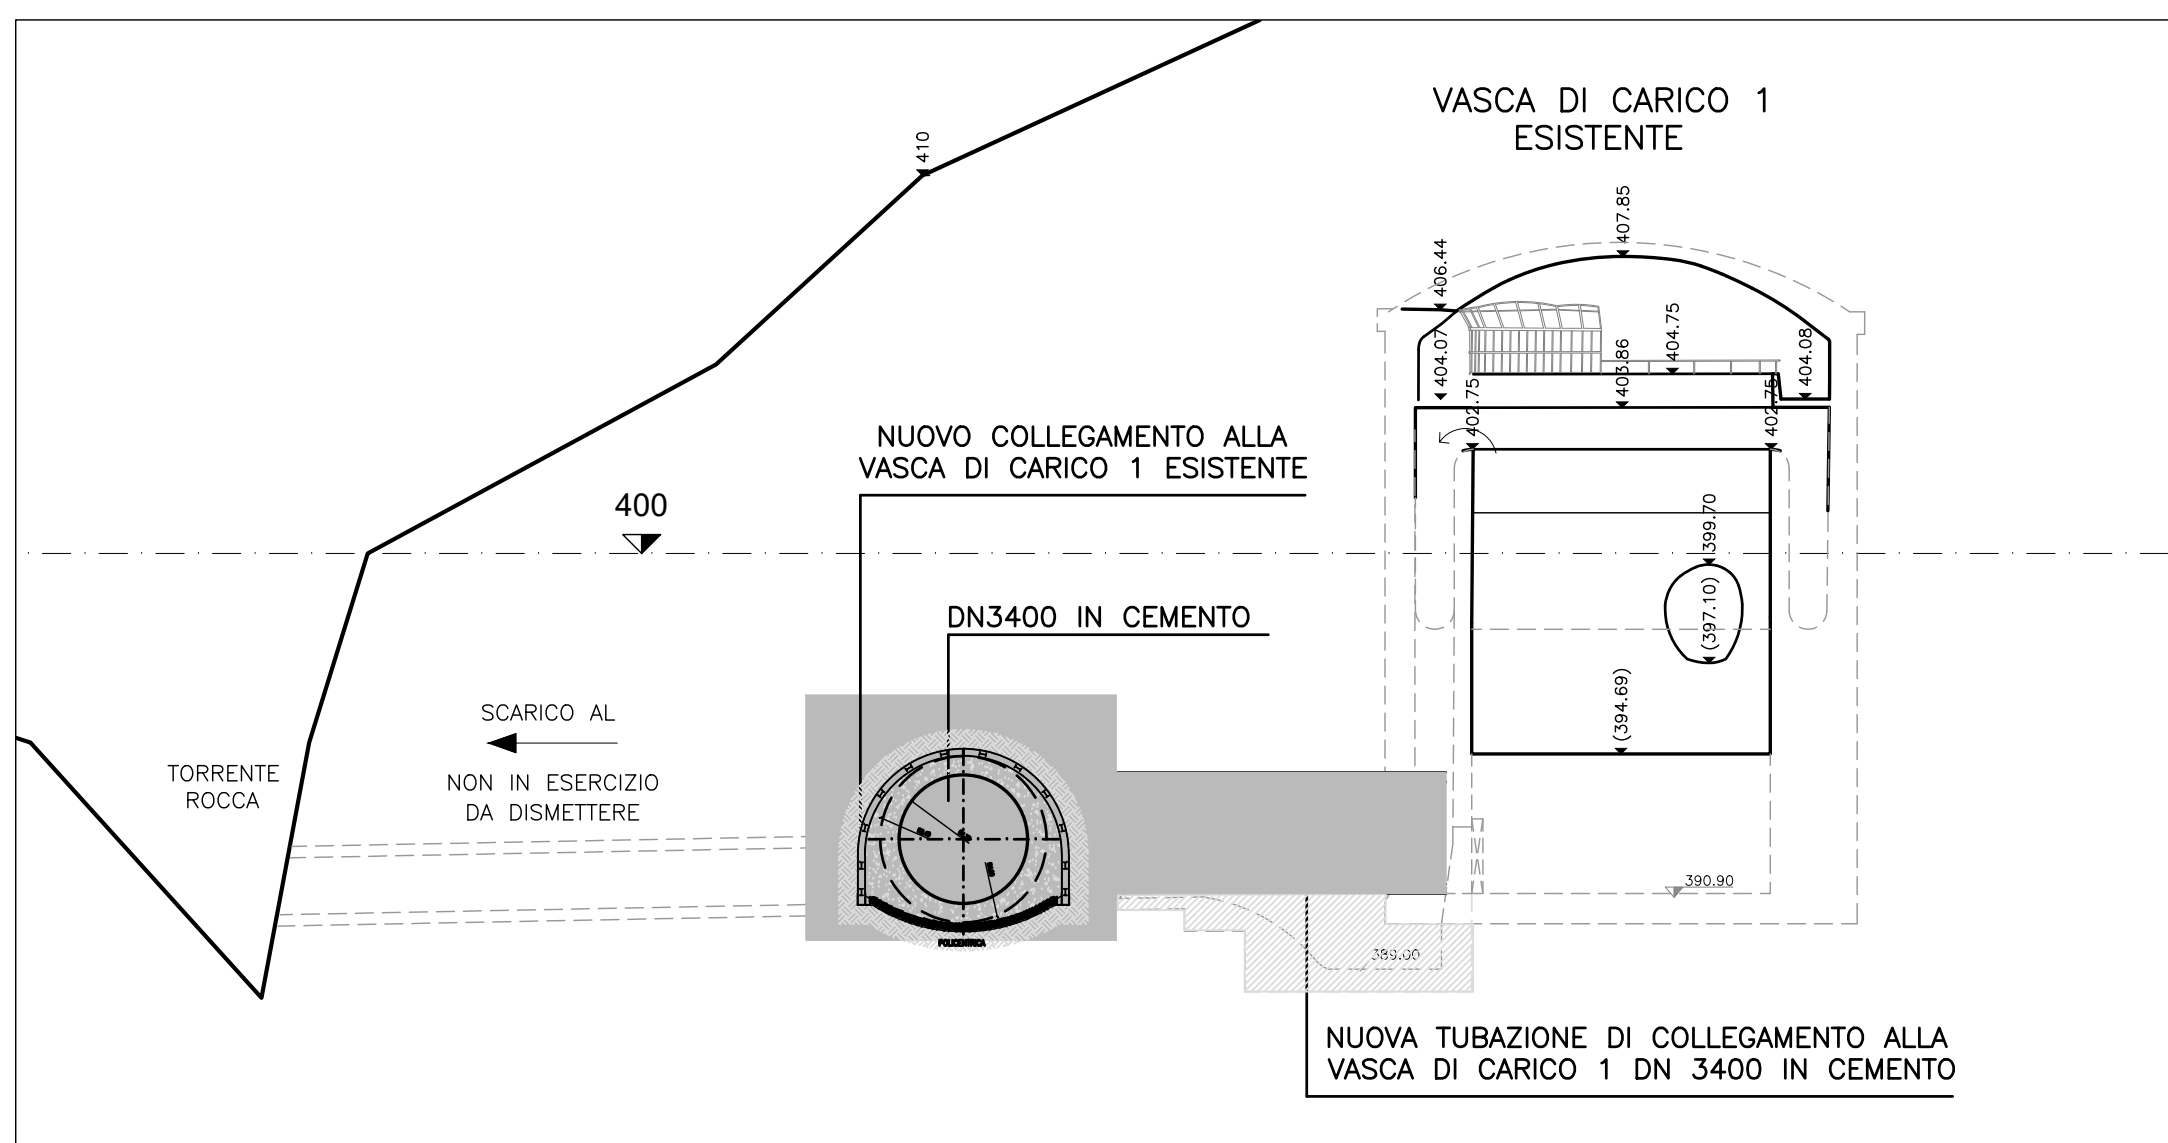 VASCA DI CARICO 1
ESISTENTE
410
407.85
406.44
404.07
403.86
404.75
404.08
402.75
402.75
NUOVO COLLEGAMENTO ALLA
VASCA DI CARICO 1 ESISTENTE
400
399.70
(397.10)
DN3400 IN CEMENTO
(394.69)
SCARICO AL
NON IN ESERCIZIO
DA DISMETTERE
TORRENTE
ROCCA
390.90
POLICENTRICA
389.00
NUOVA TUBAZIONE DI COLLEGAMENTO ALLA
VASCA DI CARICO 1 DN 3400 IN CEMENTO